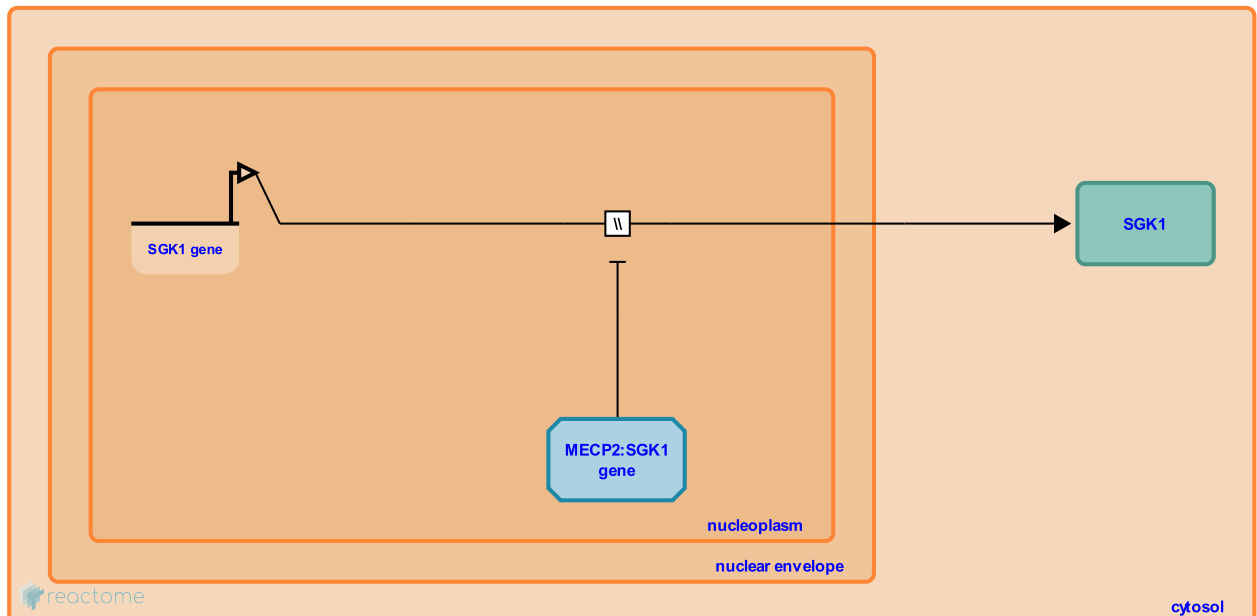 SGK1 gene
\\
SGK1
MECP2:SGK1
gene
nucleoplasm
nuclear envelope
reactome
cytosol